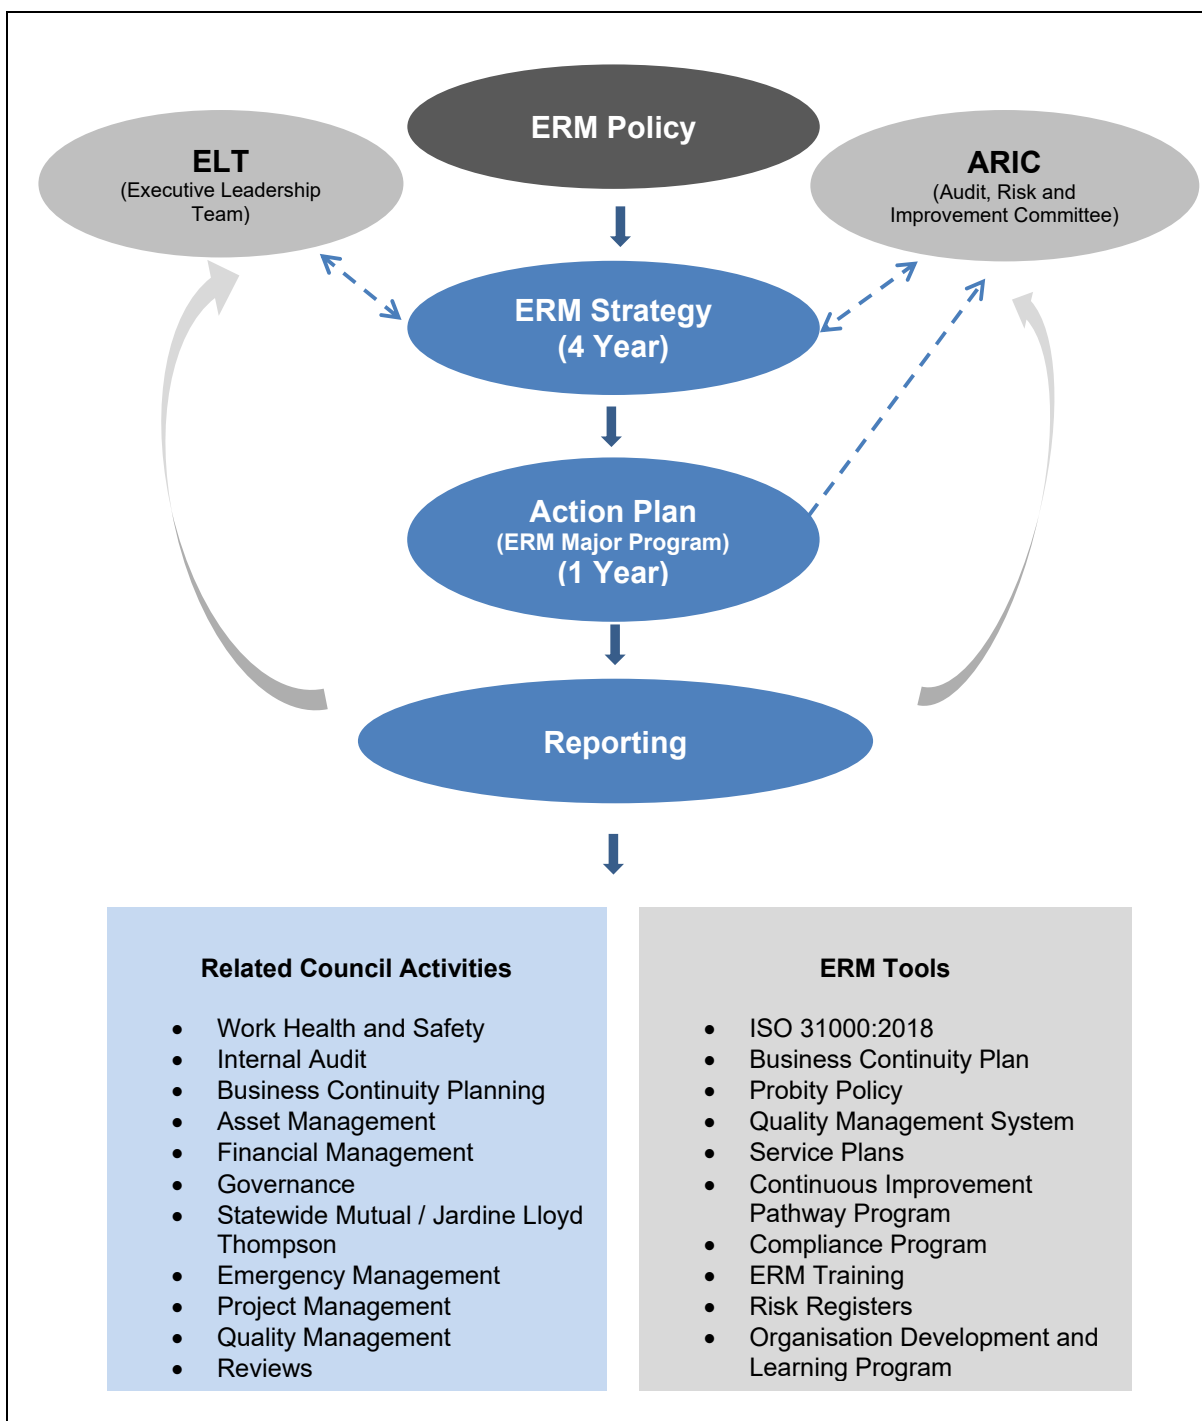 ERM Policy
ELT
(Executive Leadership
Team)
ARIC
(Audit, Risk and
Improvement Committee)
ERM Strategy
(4 Year)
Action Plan
(ERM Major Program)
(1 Year)
Reporting
Related Council Activities
• Work Health and Safety
• Internal Audit
• Business Continuity Planning
• Asset Management
• Financial Management
• Governance
• Statewide Mutual / Jardine Lloyd
Thompson
• Emergency Management
• Project Management
• Quality Management
• Reviews
ERM Tools
• ISO 31000:2018
• Business Continuity Plan
• Probity Policy
• Quality Management System
• Service Plans
• Continuous Improvement
Pathway Program
• Compliance Program
• ERM Training
• Risk Registers
• Organisation Development and
Learning Program